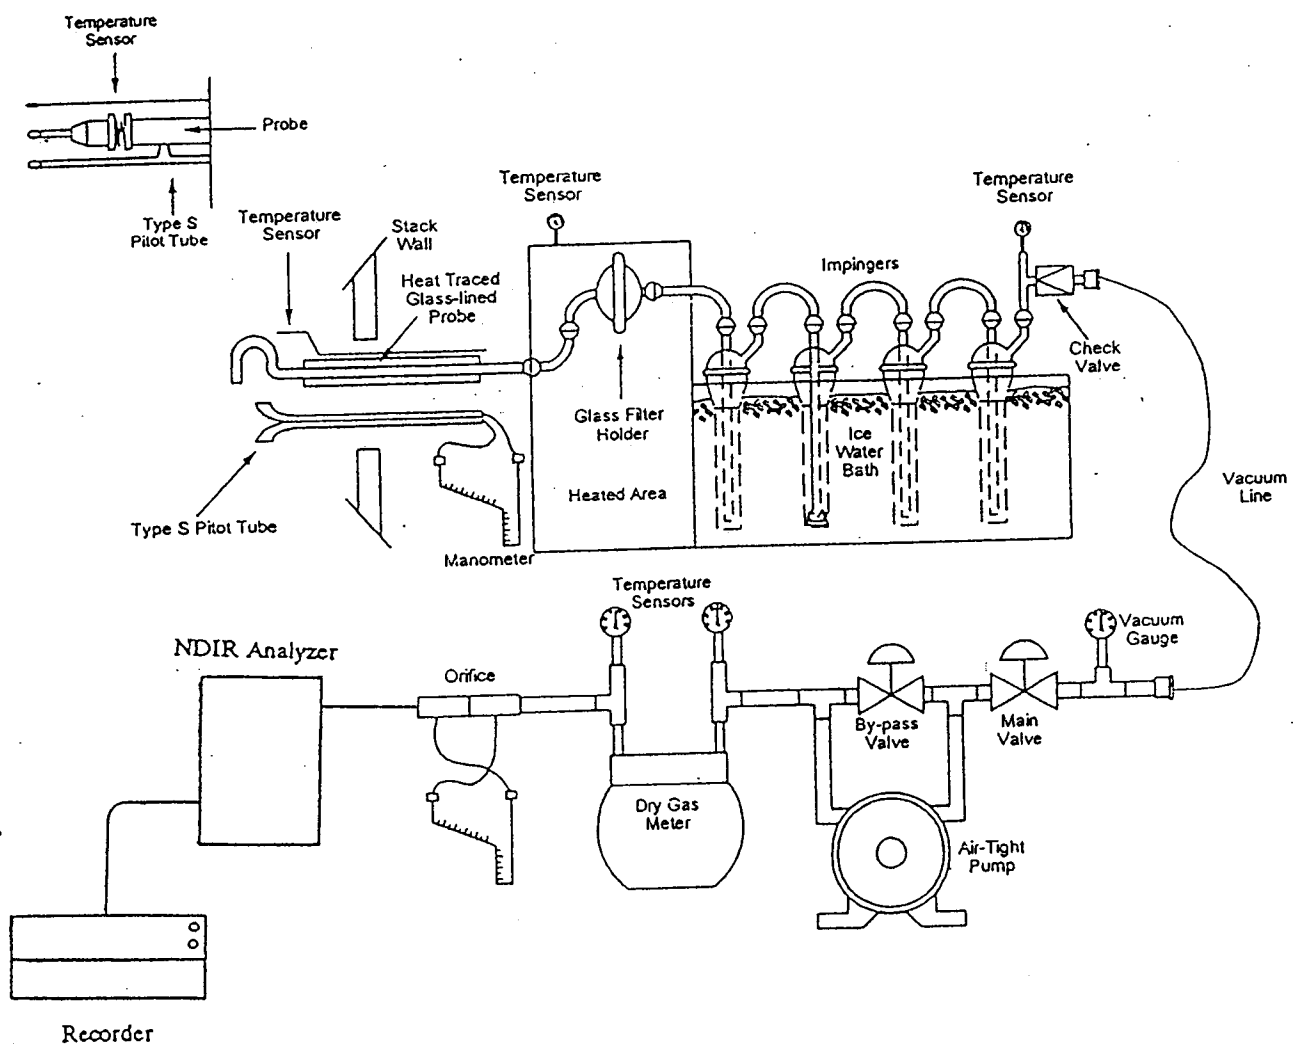 Temperature
Sensor
Probe
Type S
Pilot Tube
Temperature
Sensor
Stack
Wall
Heat Traced
Glass-lined
Probe
Temperature
Sensor
Impingers
Temperature
Sensor
Check
Valve
Glass Filter
Holder
Ice
Water
Bath
Heated Area
Vacuum
Line
Type S Pitot Tube
Manometer
Temperature
Sensors
NDIR Analyzer
Orifice
Vacuum
Gauge
By-pass
Valve
Main
Valve
Dry Gas
Meter
Air-Tight
Pump
Recorder